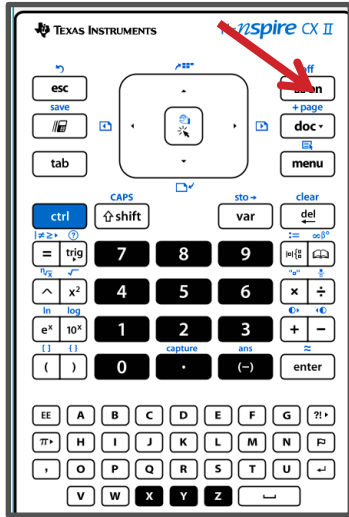 TEXAS INSTRUMENTS nspire CX II
off
esc on
save + page
doc
tab menu
CAPS sto→ clear
ctrl ⇧ shift var del
|≠≥▸ ? := ∞β°
= trig 7 8 9
ⁿ√x √ "▫"
^ x² 4 5 6 × ÷
ln log
eˣ 10ˣ 1 2 3 + −
[ ] { } capture ans ≈
( ) 0 . (−) enter
EE A B C D E F G ?!▸
π▸ H I J K L M N
, O P Q R S T U ↵
V W X Y Z